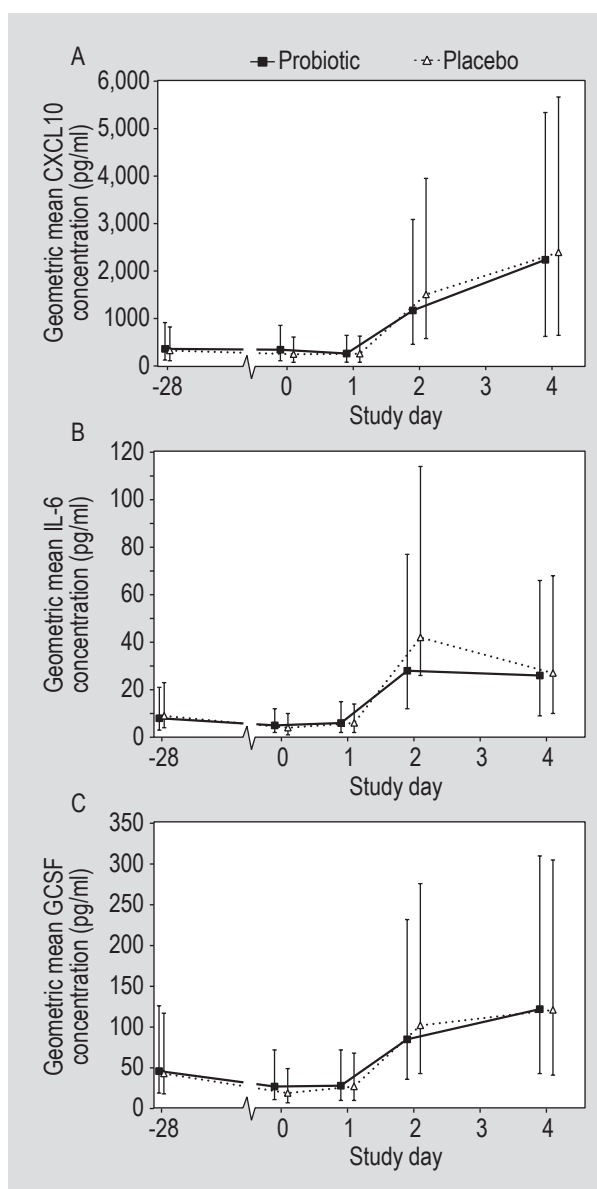 A
Probiotic
Placebo
Geometric mean CXCL10
concentration (pg/ml)
6,000
5,000
4,000
3,000
2,000
1000
0
-28
0
1
2
3
4
Study day
B
Geometric mean IL-6
concentration (pg/ml)
120
100
80
60
40
20
0
-28
0
1
2
3
4
Study day
C
Geometric mean GCSF
concentration (pg/ml)
350
300
250
200
150
100
50
0
-28
0
1
2
3
4
Study day